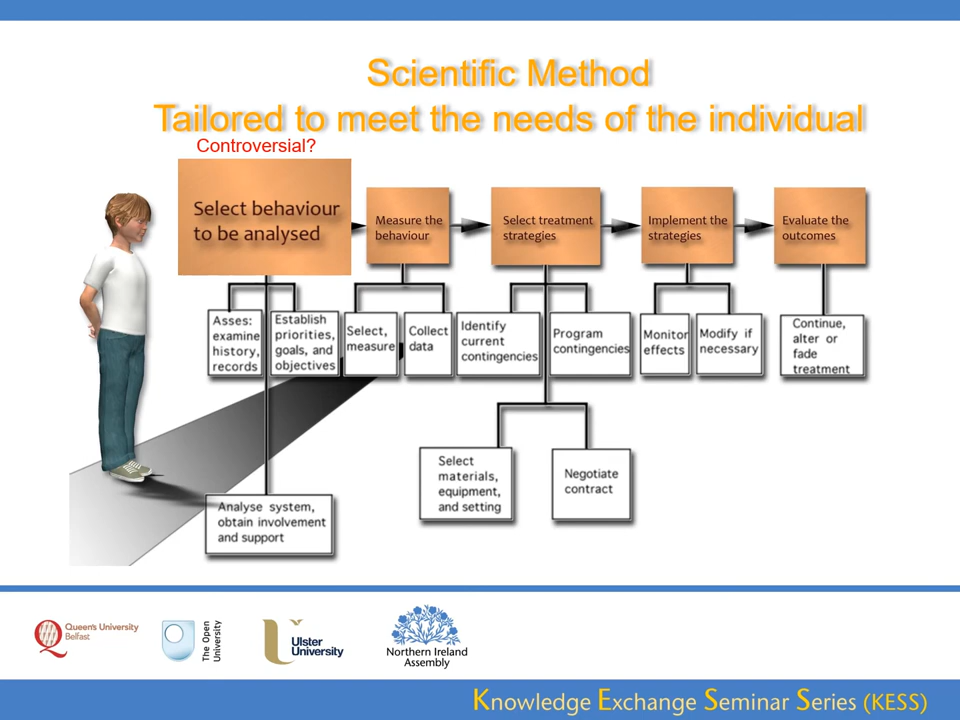 Scientific Method
Tailored to meet the needs of the individual
Controversial?
Select behaviour
to be analysed
Measure the
behaviour
Select treatment
strategies
Implement the
strategies
Evaluate the
outcomes
Asses:
examine
history,
records
Establish
priorities,
goals, and
objectives
Select,
measure
Collect
data
Identify
current
contingencies
Program
contingencies
Monitor
effects
Modify if
necessary
Continue,
alter or
fade
treatment
Analyse system,
obtain involvement
and support
Select
materials,
equipment,
and setting
Negotiate
contract
Queen's University
Belfast
The Open
University
Ulster
University
Northern Ireland
Assembly
Knowledge Exchange Seminar Series (KESS)